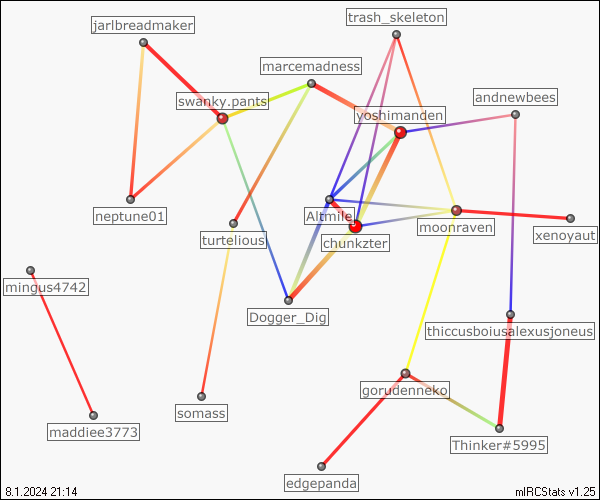 trash_skeleton
jarlbreadmaker
marcemadness
andnewbees
swanky.pants
yoshimanden
neptune01
Altmile
moonraven
xenoyaut
turtelious
chunkzter
mingus4742
Dogger_Dig
thiccusboiusalexusjoneus
gorudenneko
somass
maddiee3773
Thinker#5995
edgepanda
8.1.2024 21:14
mIRCStats v1.25